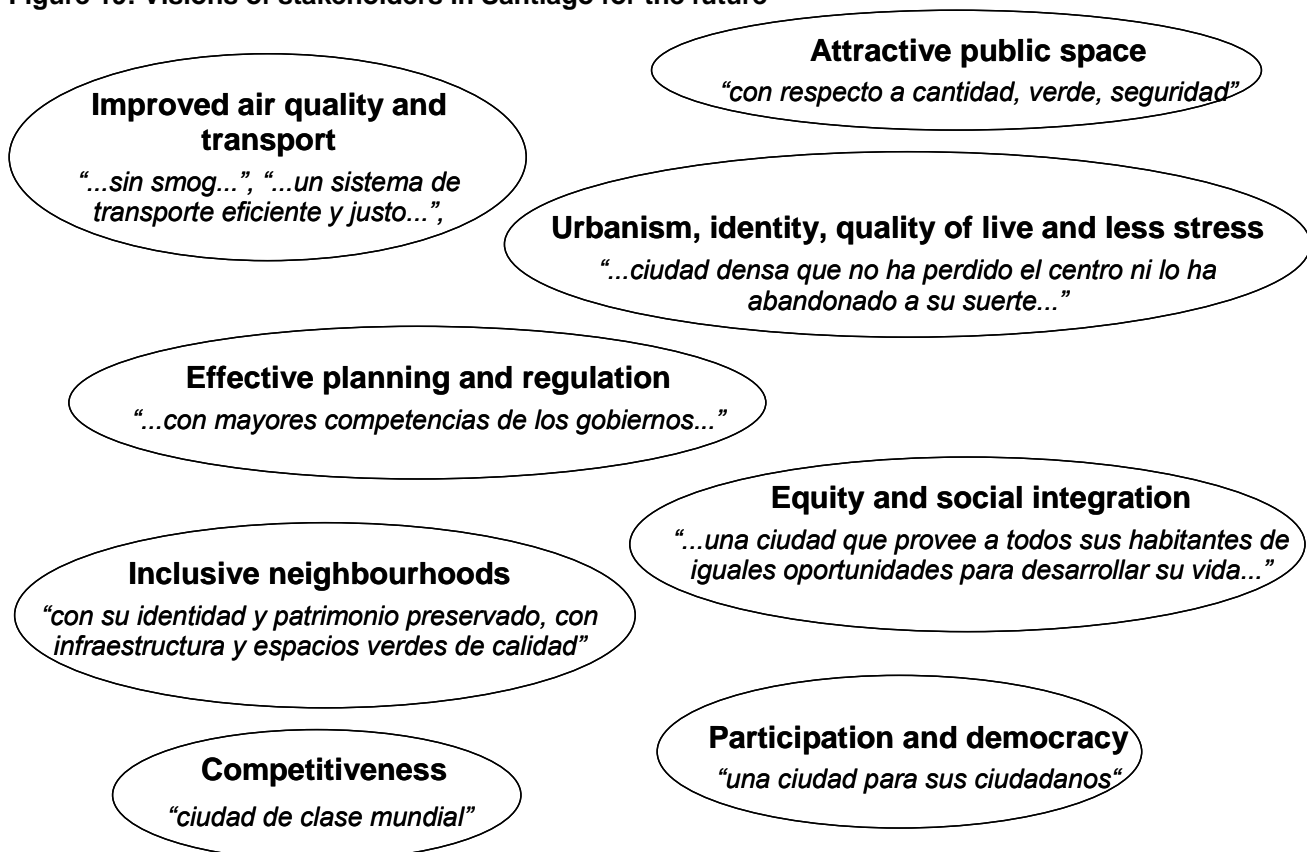 Improved air quality and
transport
“...sin smog...”, “...un sistema de
transporte eficiente y justo...”,
Attractive public space
“con respecto a cantidad, verde, seguridad”
Urbanism, identity, quality of live and less stress
“...ciudad densa que no ha perdido el centro ni lo ha
abandonado a su suerte...”
Effective planning and regulation
“...con mayores competencias de los gobiernos...”
Equity and social integration
“...una ciudad que provee a todos sus habitantes de
iguales oportunidades para desarrollar su vida...”
Inclusive neighbourhoods
“con su identidad y patrimonio preservado, con
infraestructura y espacios verdes de calidad”
Participation and democracy
“una ciudad para sus ciudadanos“
Competitiveness
“ciudad de clase mundial”